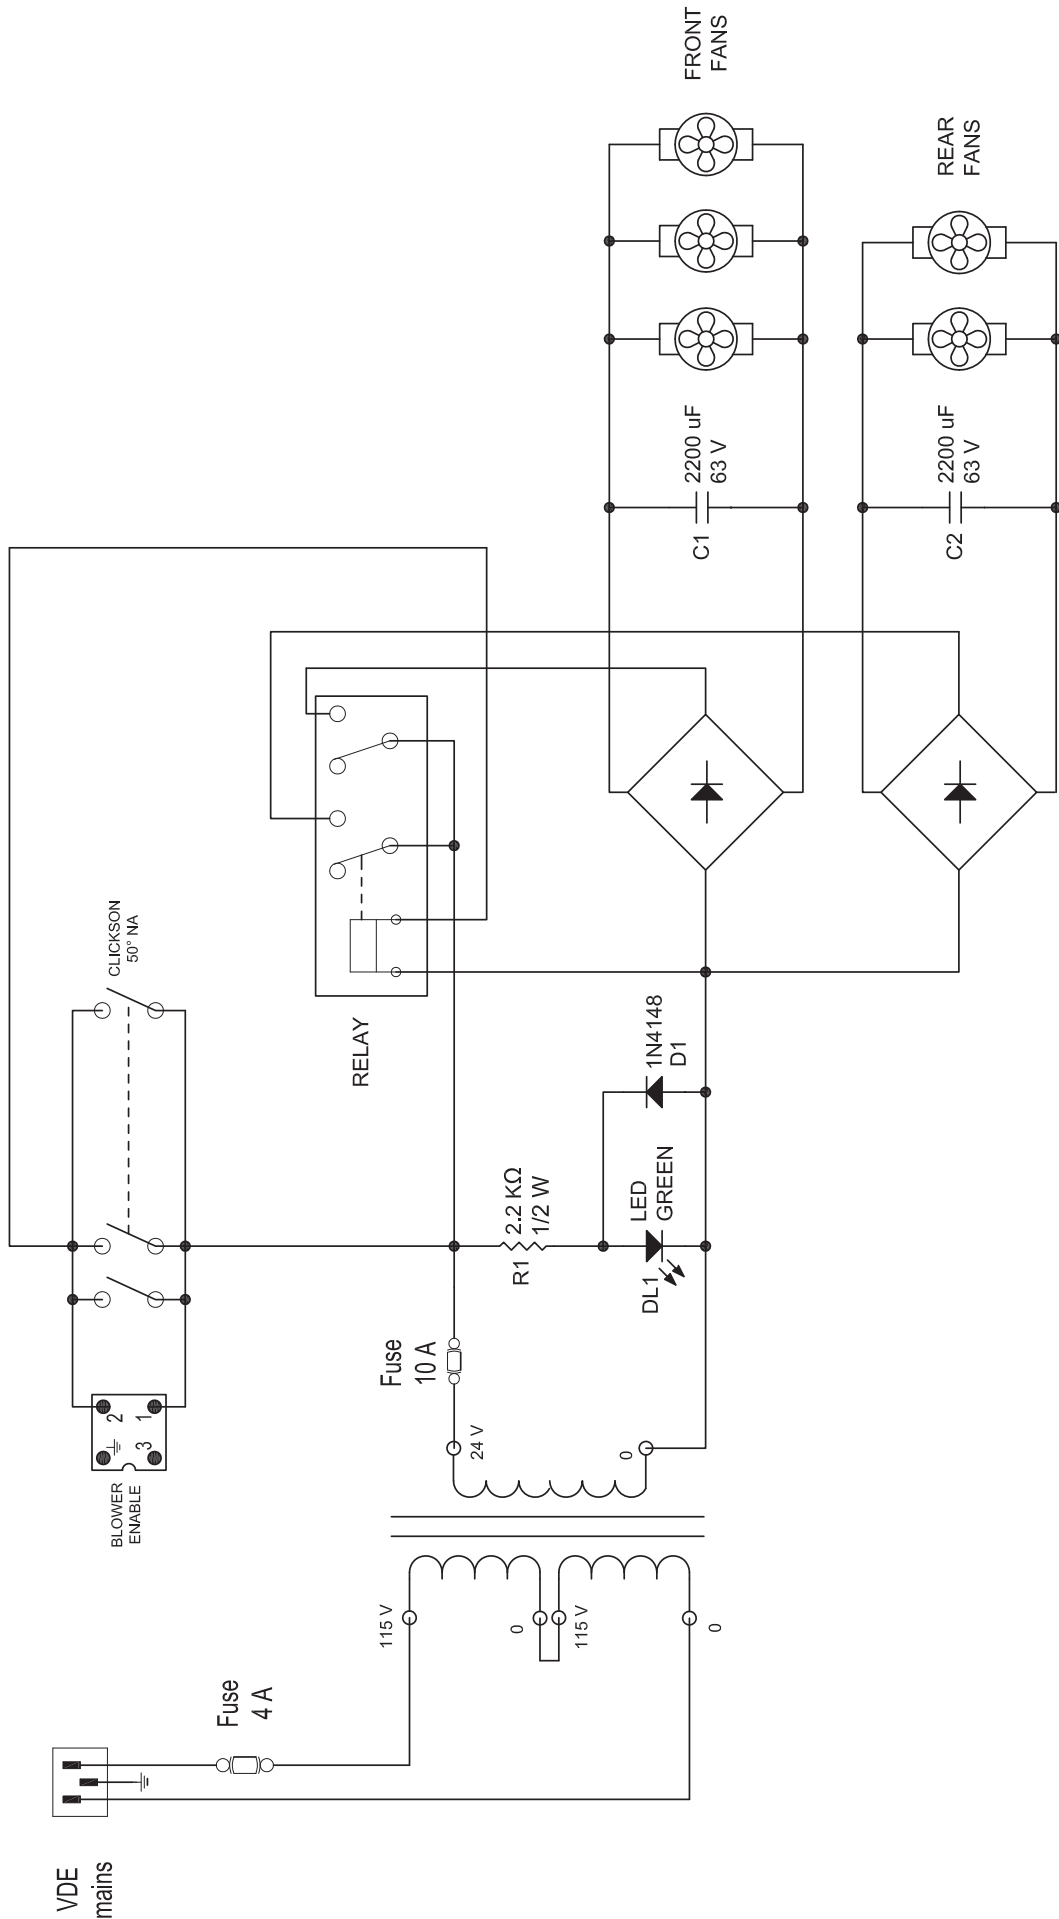 VDE
mains
Fuse
4 A
115 V
0
115 V
0
BLOWER
ENABLE
2
3
1
24 V
0
Fuse
10 A
R1
2.2 KΩ
1/2 W
DL1
LED
GREEN
1N4148
D1
CLICKSON
50° NA
RELAY
C1
2200 uF
63 V
C2
2200 uF
63 V
FRONT
FANS
REAR
FANS